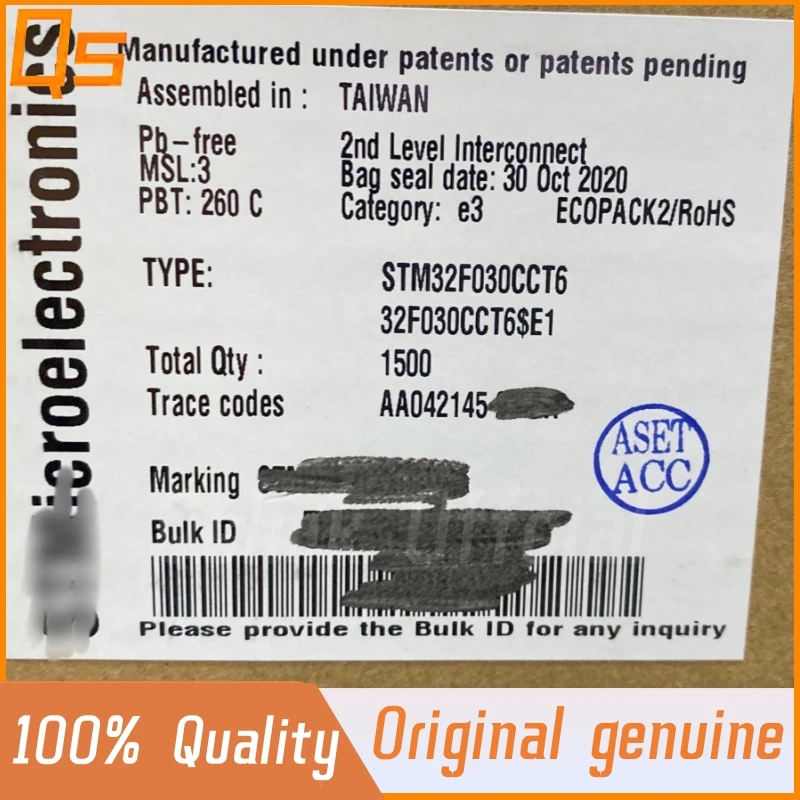 QS
icroelectronics
Manufactured under patents or patents pending
Assembled in : TAIWAN
Pb-free 2nd Level Interconnect
MSL:3 Bag seal date: 30 Oct 2020
PBT: 260 C Category: e3 ECOPACK2/RoHS
TYPE: STM32F030CCT6
32F030CCT6$E1
Total Qty : 1500
Trace codes AA042145
ASET
ACC
Marking
Bulk ID
Please provide the Bulk ID for any inquiry
100% Quality Original genuine